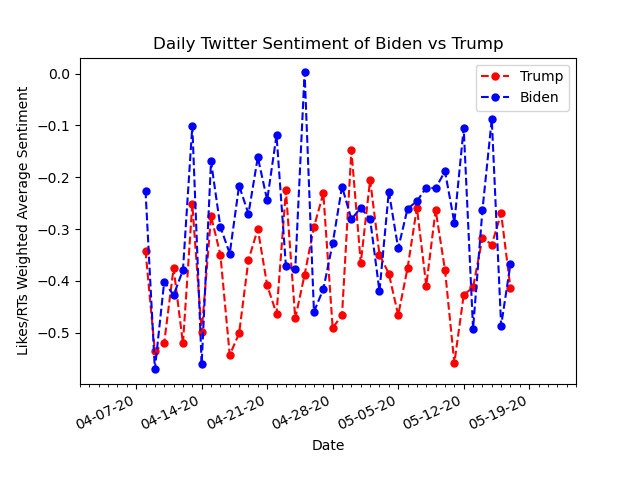 Daily Twitter Sentiment of Biden vs Trump
Trump
Biden
Likes/RTs Weighted Average Sentiment
0.0
−0.1
−0.2
−0.3
−0.4
−0.5
04-07-20
04-14-20
04-21-20
04-28-20
05-05-20
05-12-20
05-19-20
Date